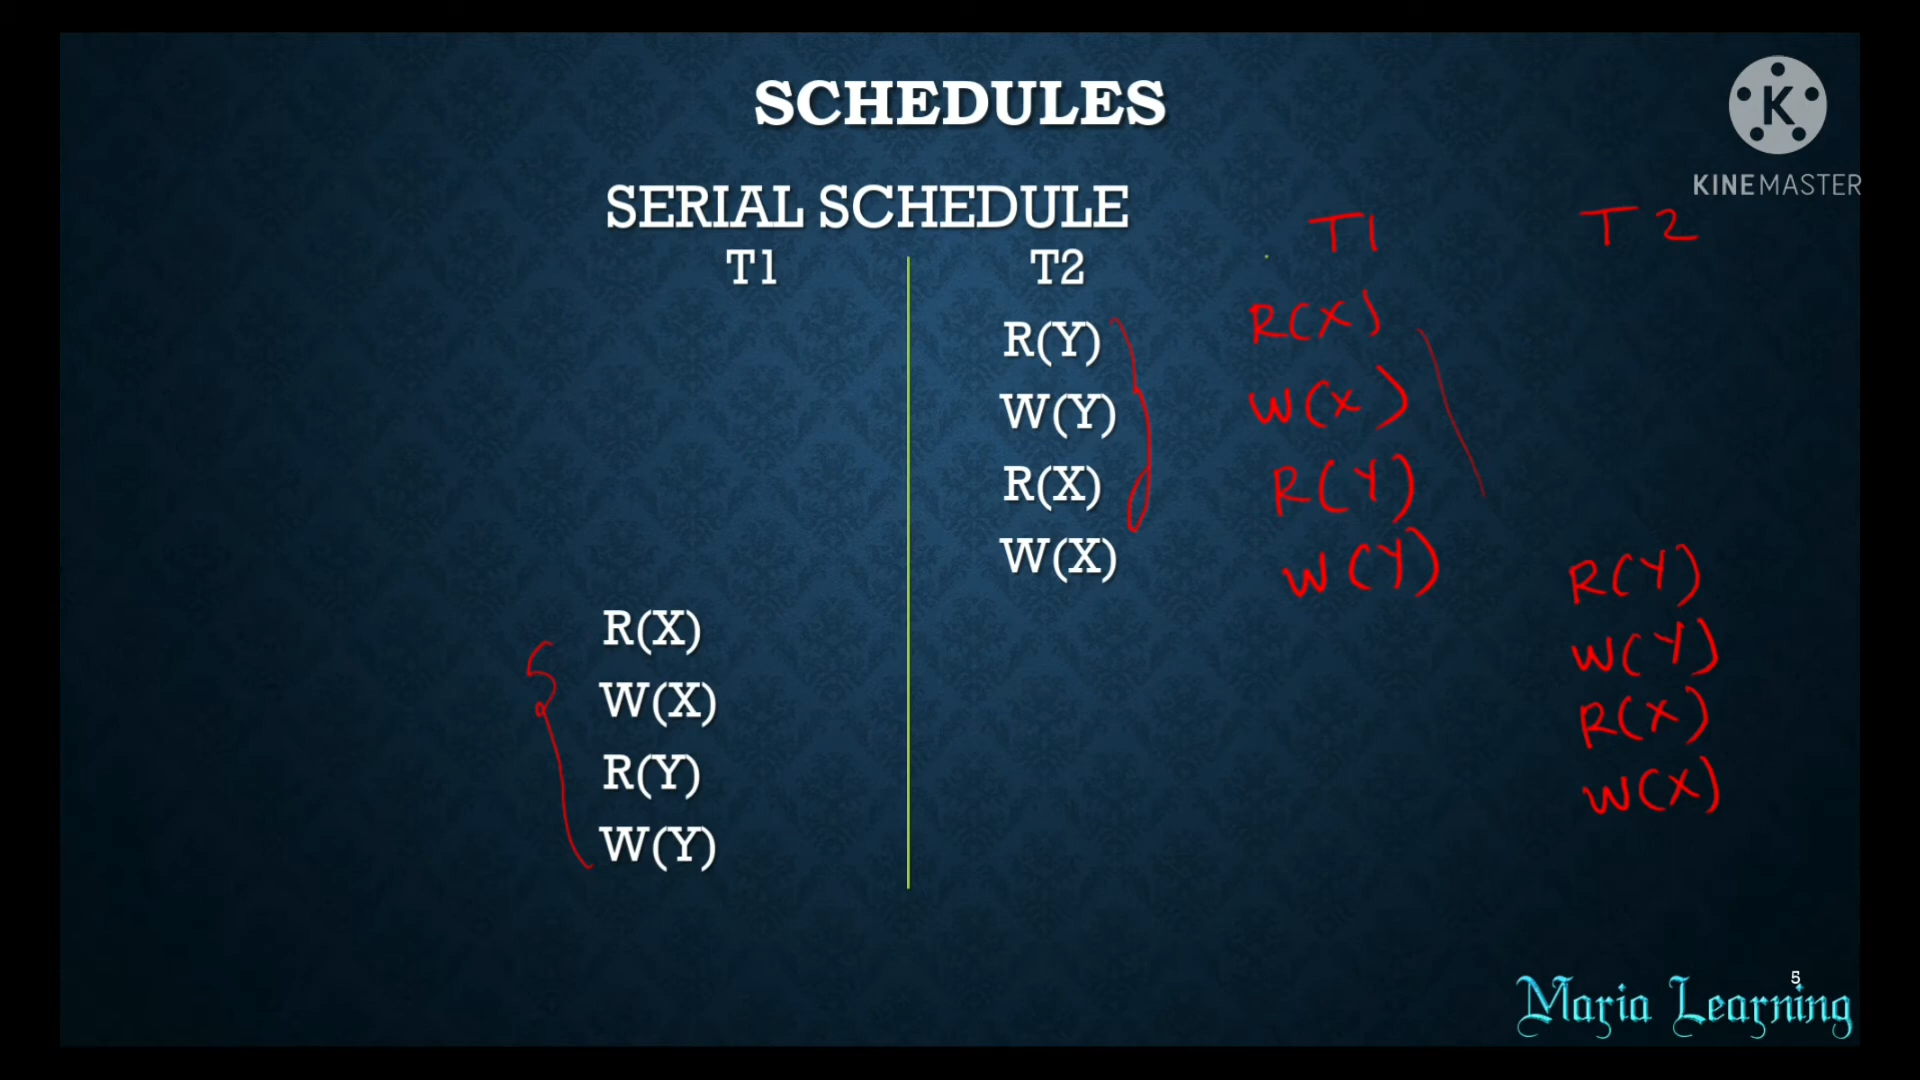 SCHEDULES
K
KINEMASTER
SERIAL SCHEDULE
T1 T2
R(Y)
W(Y)
R(X)
W(X)
R(X)
W(X)
R(Y)
W(Y)
T1 T2
R(X)
W(X)
R(Y)
W(Y)
R(Y)
W(Y)
R(X)
W(X)
5
Maria Learning